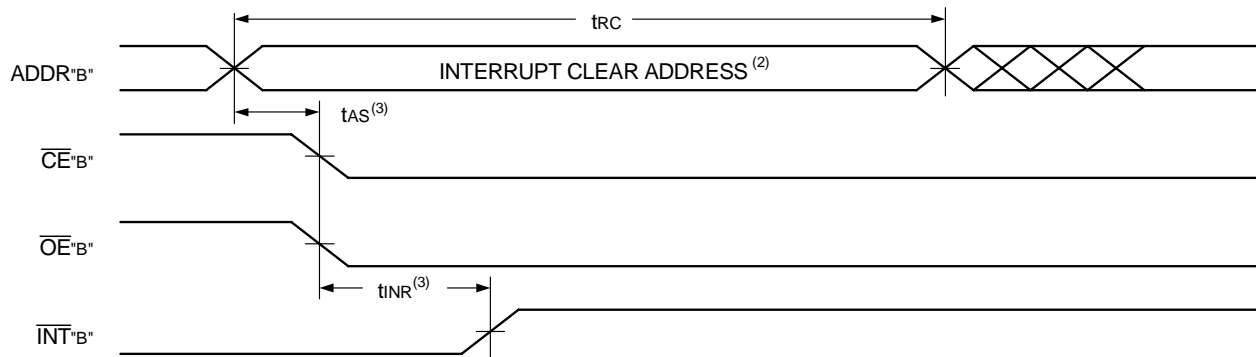 tRC
ADDR"B"
INTERRUPT CLEAR ADDRESS (2)
tAS(3)
CE"B"
OE"B"
tINR(3)
INT"B"